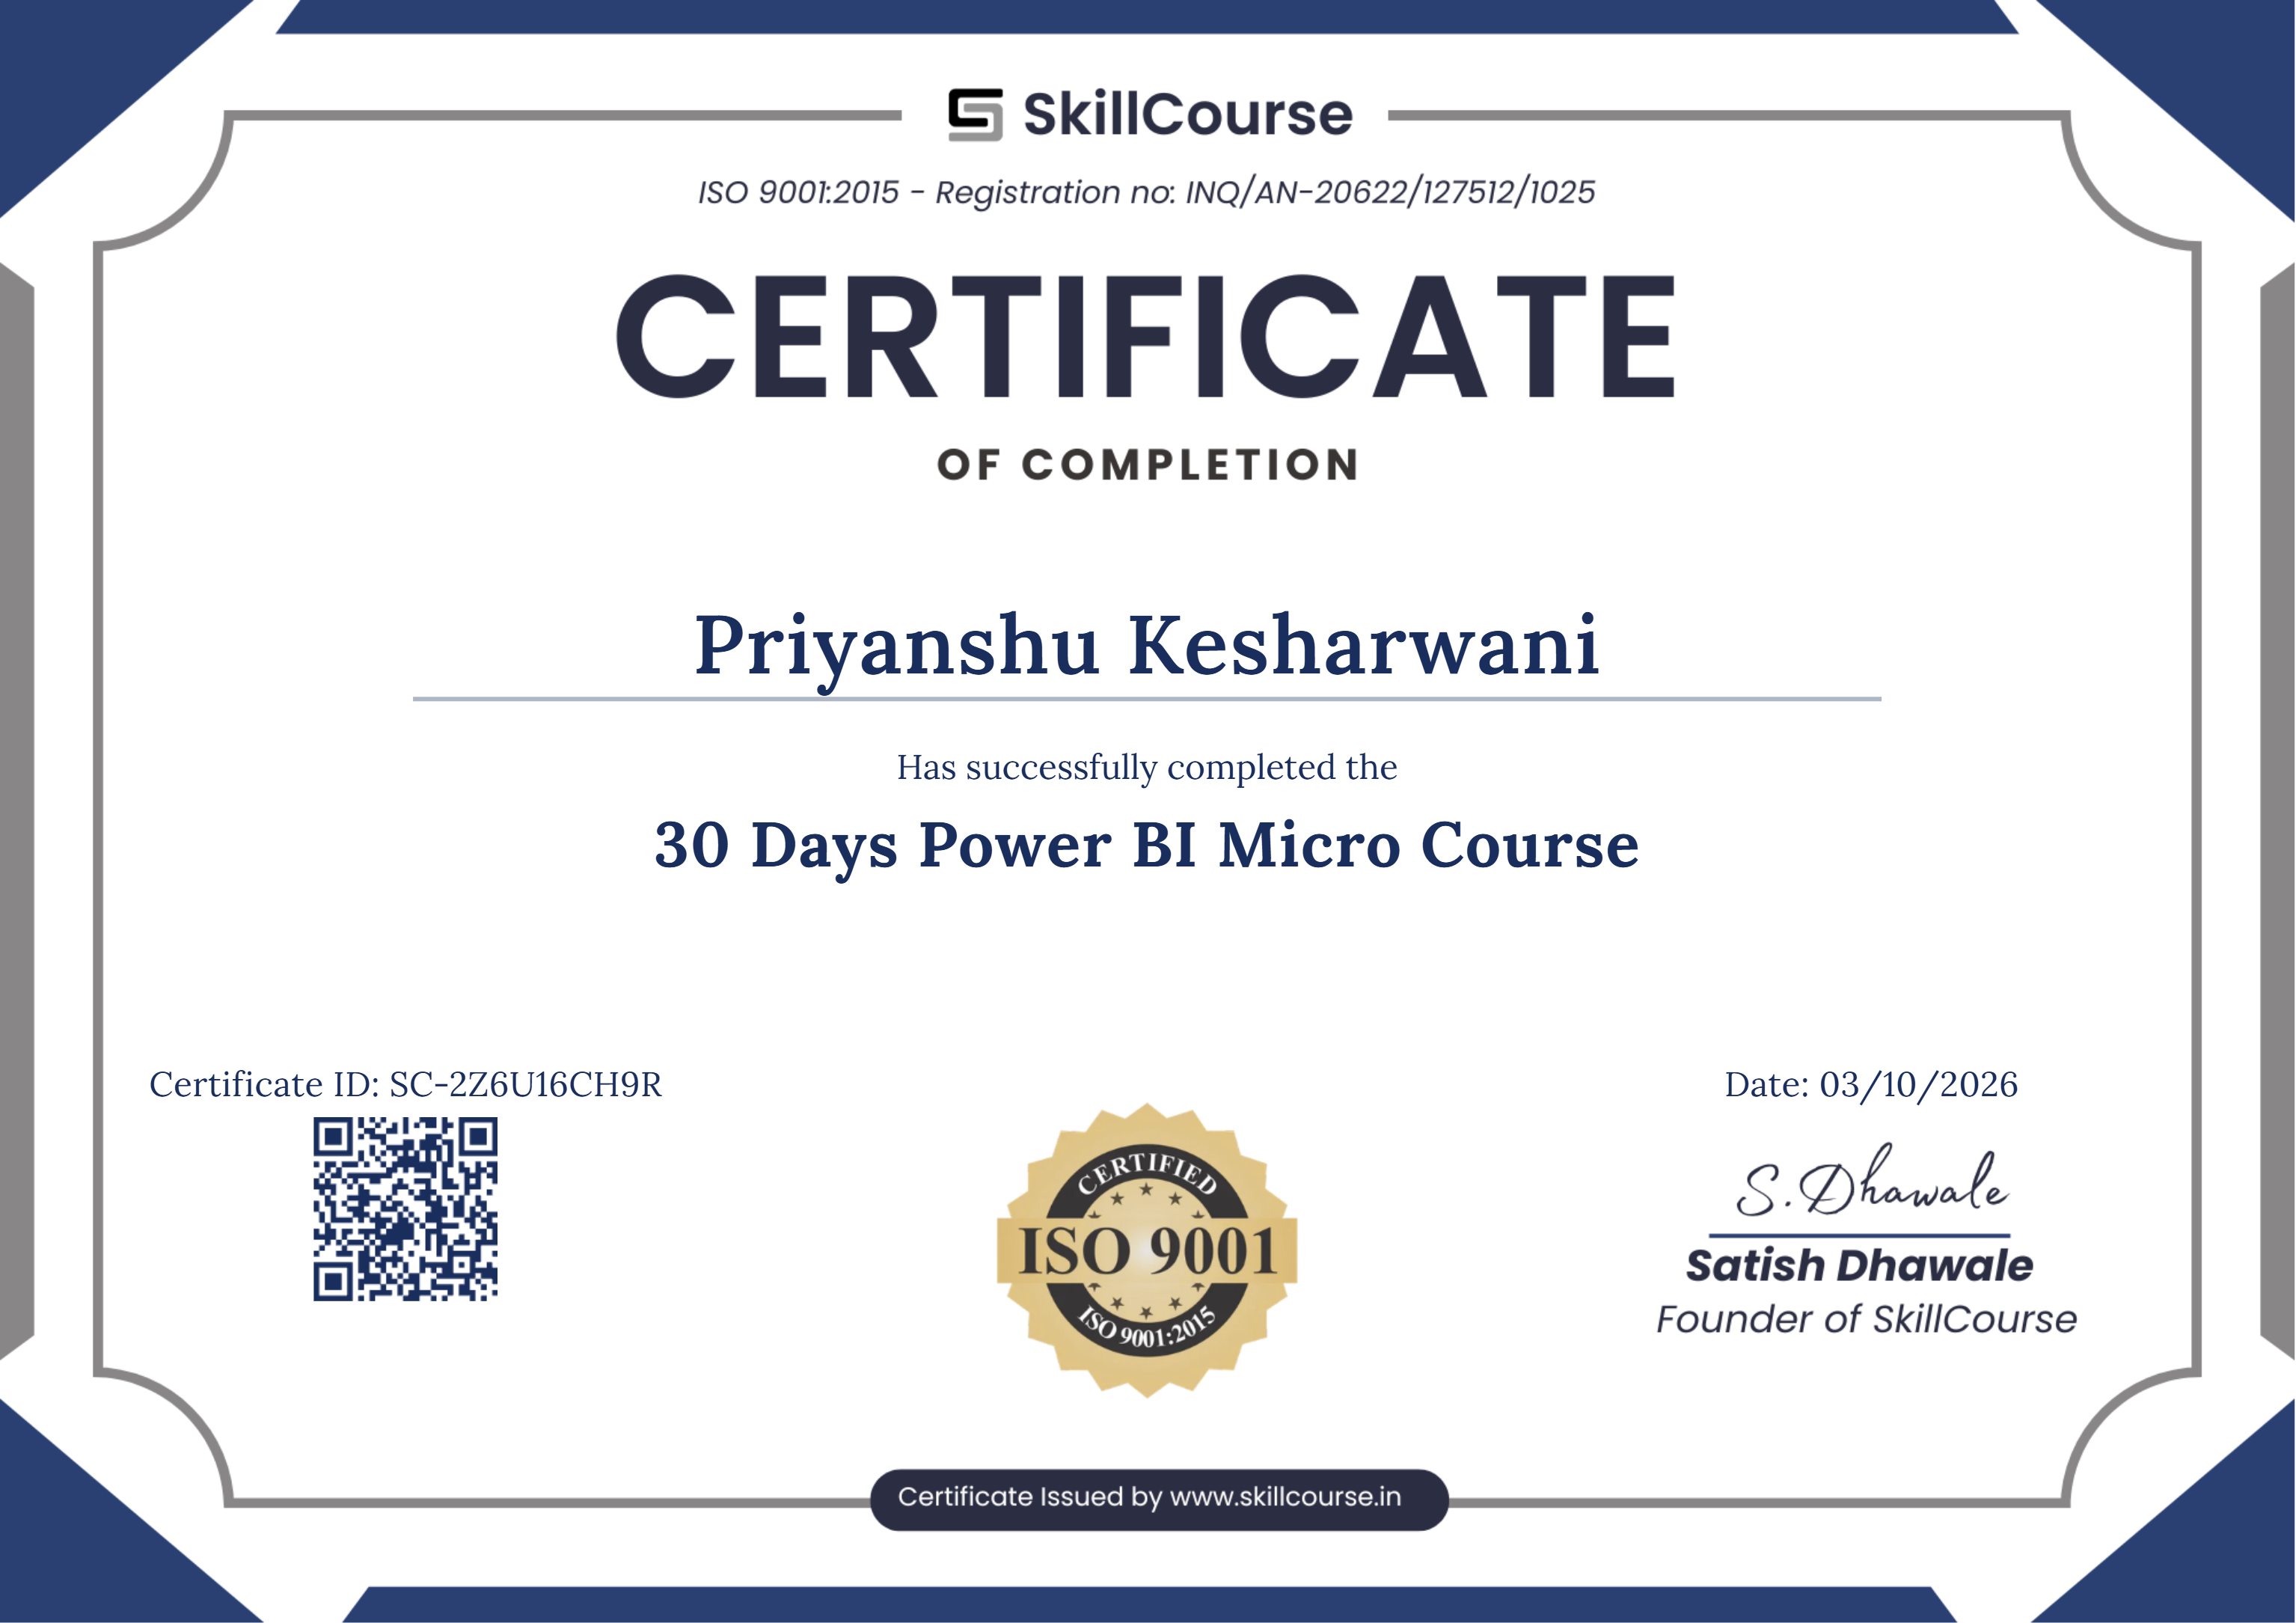 SkillCourse
ISO 9001:2015 - Registration no: INQ/AN-20622/127512/1025
CERTIFICATE
OF COMPLETION
Priyanshu Kesharwani
Has successfully completed the
30 Days Power BI Micro Course
Certificate ID: SC-2Z6U16CH9R
Date: 03/10/2026
CERTIFIED
ISO 9001
ISO 9001:2015
S. Dhawale
Satish Dhawale
Founder of SkillCourse
Certificate Issued by www.skillcourse.in